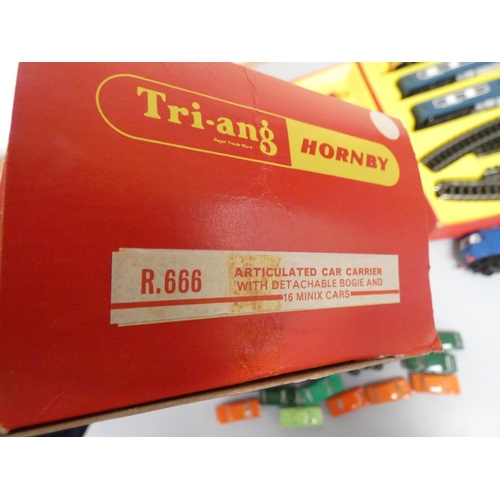 Tri-ang
HORNBY
Regd Trade Mark
R.666
ARTICULATED CAR CARRIER
WITH DETACHABLE BOGIE AND
16 MINIX CARS